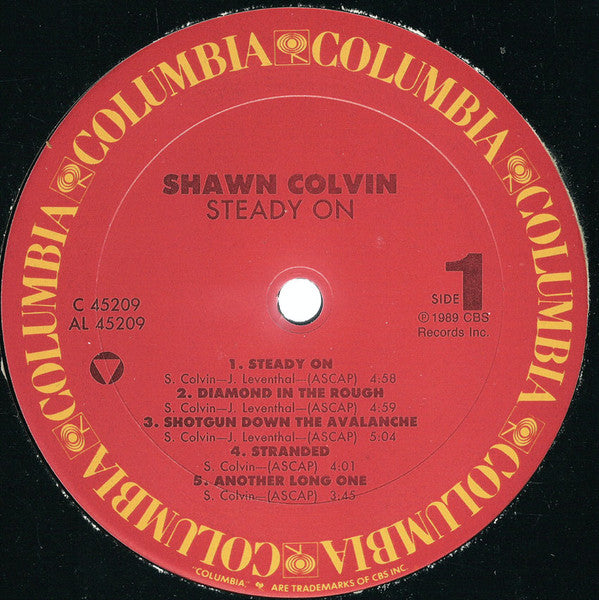 COLUMBIA COLUMBIA COLUMBIA COLUMBIA COLUMBIA COLUMBIA
SHAWN COLVIN
STEADY ON
C 45209
AL 45209
SIDE 1
℗ 1989 CBS
Records Inc.
1. STEADY ON
S. Colvin—J. Leventhal—(ASCAP) 4:58
2. DIAMOND IN THE ROUGH
S. Colvin—J. Leventhal—(ASCAP) 4:59
3. SHOTGUN DOWN THE AVALANCHE
S. Colvin—J. Leventhal—(ASCAP) 5:04
4. STRANDED
S. Colvin—(ASCAP) 4:01
5. ANOTHER LONG ONE
S. Colvin—(ASCAP) 3:45
"COLUMBIA," ARE TRADEMARKS OF CBS INC.